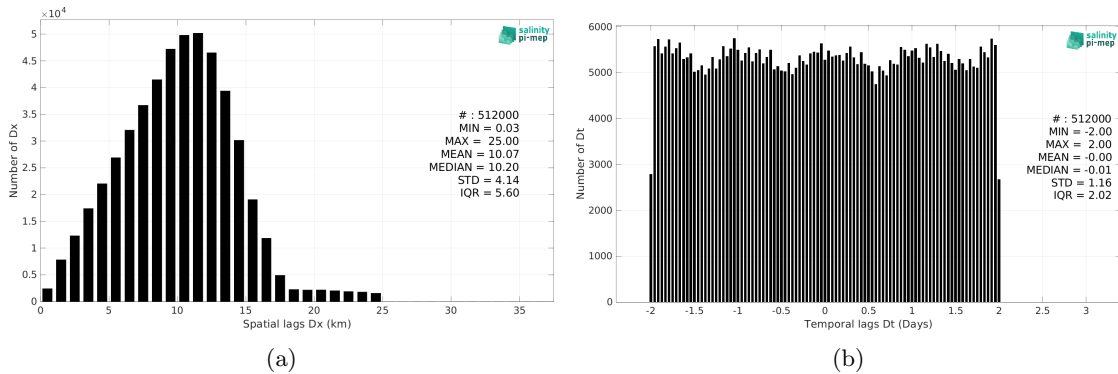 ×10⁴
5
4.5
4
3.5
3
2.5
2
1.5
1
0.5
0
Number of Dx
0 5 10 15 20 25 30 35
Spatial lags Dx (km)
salinity
pi-mep
# : 512000
MIN = 0.03
MAX = 25.00
MEAN = 10.07
MEDIAN = 10.20
STD = 4.14
IQR = 5.60
(a)
6000
5000
4000
3000
2000
1000
0
Number of Dt
-2 -1.5 -1 -0.5 0 0.5 1 1.5 2 2.5 3
Temporal lags Dt (Days)
salinity
pi-mep
# : 512000
MIN = -2.00
MAX = 2.00
MEAN = -0.00
MEDIAN = -0.01
STD = 1.16
IQR = 2.02
(b)